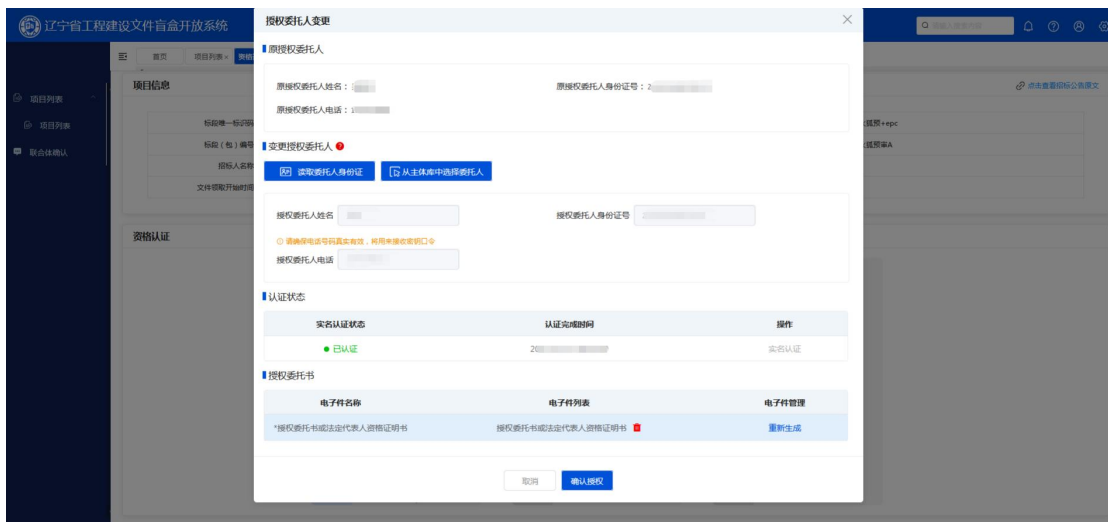 辽宁省工程建设文件盲盒开放系统
首页
项目列表×
项目列表
项目列表
联合体确认
项目信息
点击查看招标公告原文
标段唯一标识码
标段（包）编号
招标人名称
文件领取开始时间
资格认证
授权委托人变更
原授权委托人
原授权委托人姓名：
原授权委托人身份证号：2
原授权委托人电话：1
变更授权委托人
读取委托人身份证
从主体库中选择委托人
授权委托人姓名
授权委托人身份证号
请确保电话号码真实有效，将用来接收密钥口令
授权委托人电话
认证状态
实名认证状态
认证完成时间
操作
已认证
20
实名认证
授权委托书
电子件名称
电子件列表
电子件管理
*授权委托书或法定代表人资格证明书
授权委托书或法定代表人资格证明书
重新生成
取消
确认授权